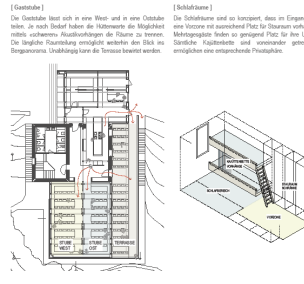 [ Gaststube ]
Die Gaststube lässt sich in eine West- und in eine Oststube
teilen. Je nach Bedarf haben die Hüttenwarte die Möglichkeit
mittels «schweren» Akustikvorhängen die Räume zu trennen.
Die längliche Raumteilung ermöglicht weiterhin den Blick ins
Bergpanorama. Unabhängig kann die Terrasse bewirtet werden.
[ Schlafräume ]
Die Schlafräume sind so konzipiert, dass im Eingan
eine Vorzone mit ausreichend Platz für Stauraum vorh
Mehrtagesgäste finden so genügend Platz für ihre U
Sämtliche Kajütenbette sind voneinander getre
ermöglichen eine entsprechende Privatsphäre.
STUBE WEST
STUBE OST
TERRASSE
SCHLAFBEREICH
VORZONE